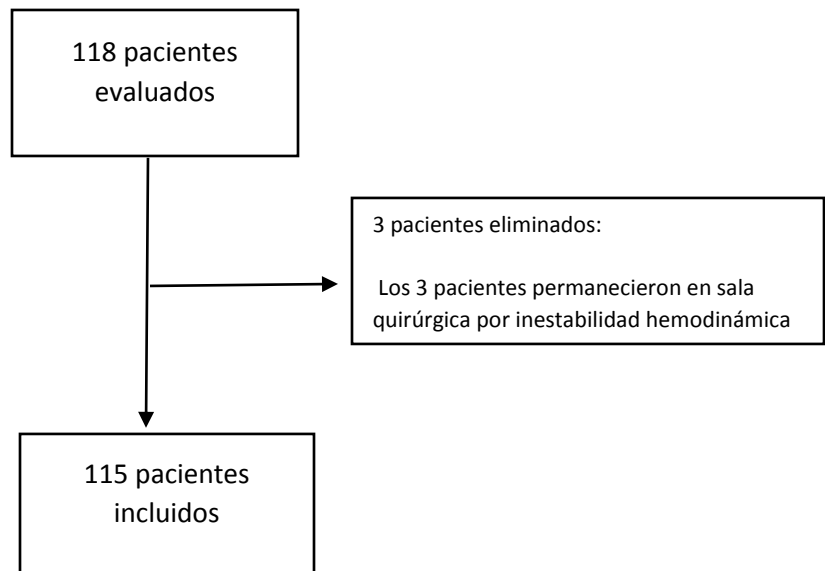 118 pacientes
evaluados
3 pacientes eliminados:
Los 3 pacientes permanecieron en sala
quirúrgica por inestabilidad hemodinámica
115 pacientes
incluidos